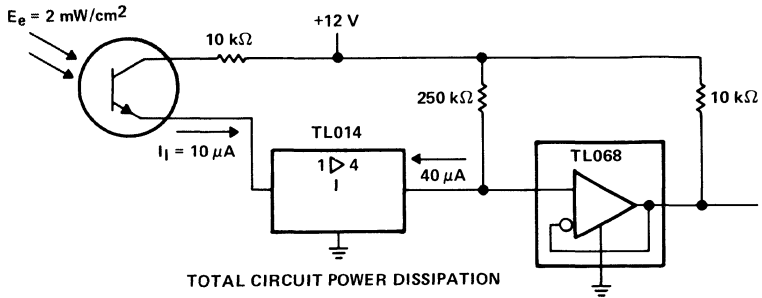 Ee = 2 mW/cm2
10 kΩ
+12 V
250 kΩ
10 kΩ
II = 10 μA
TL014
1 ▷ 4
I
40 μA
TL068
TOTAL CIRCUIT POWER DISSIPATION